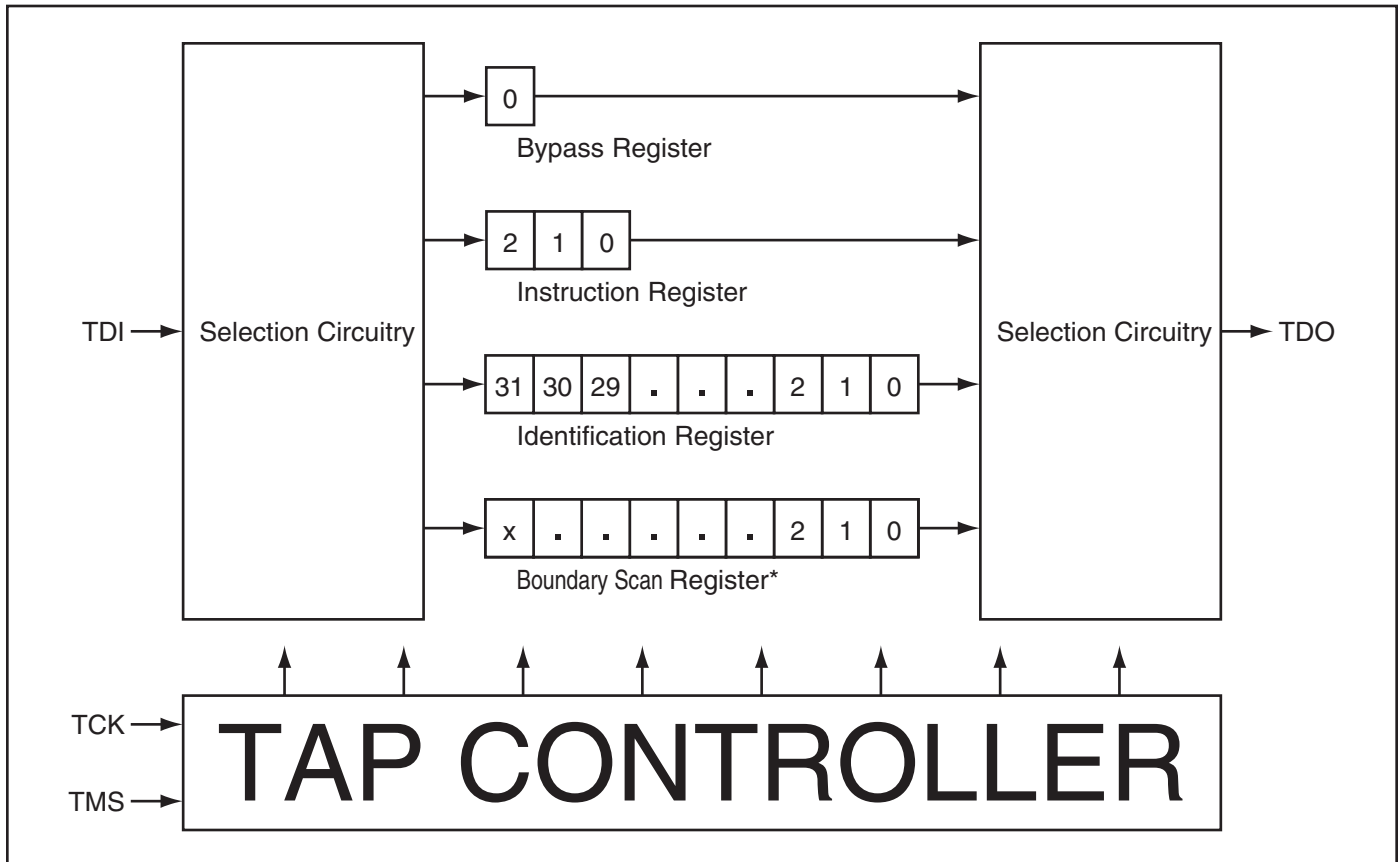 0
Bypass Register
2 1 0
Instruction Register
TDI
Selection Circuitry
Selection Circuitry
TDO
31 30 29 . . . 2 1 0
Identification Register
x . . . . . 2 1 0
Boundary Scan Register*
TCK
TMS
TAP CONTROLLER